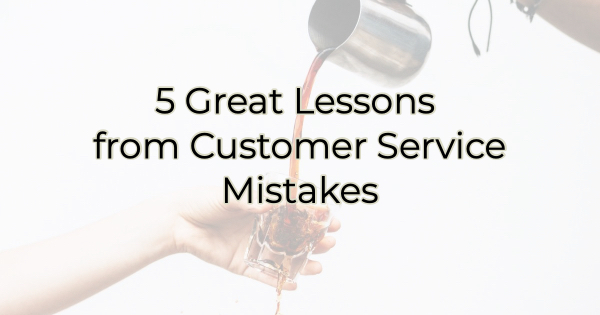 5 Great Lessons
from Customer Service
Mistakes